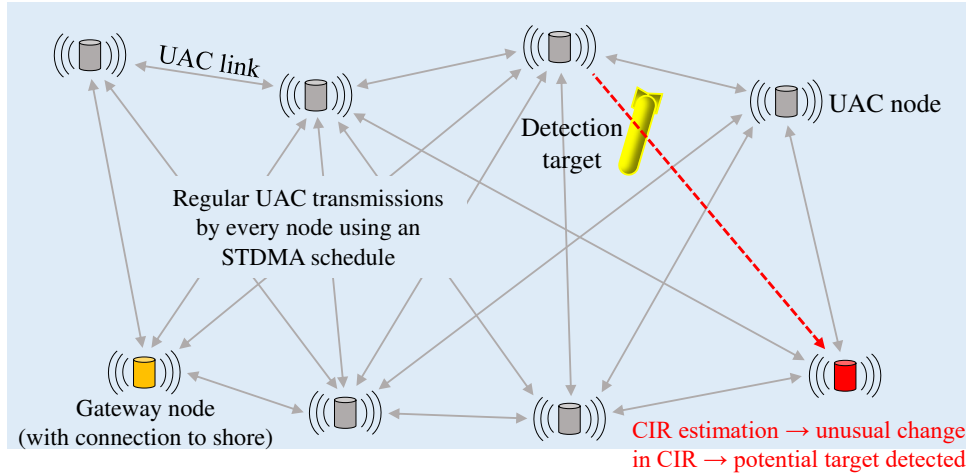 UAC link
UAC node
Detection
target
Regular UAC transmissions
by every node using an
STDMA schedule
Gateway node
(with connection to shore)
CIR estimation → unusual change
in CIR → potential target detected